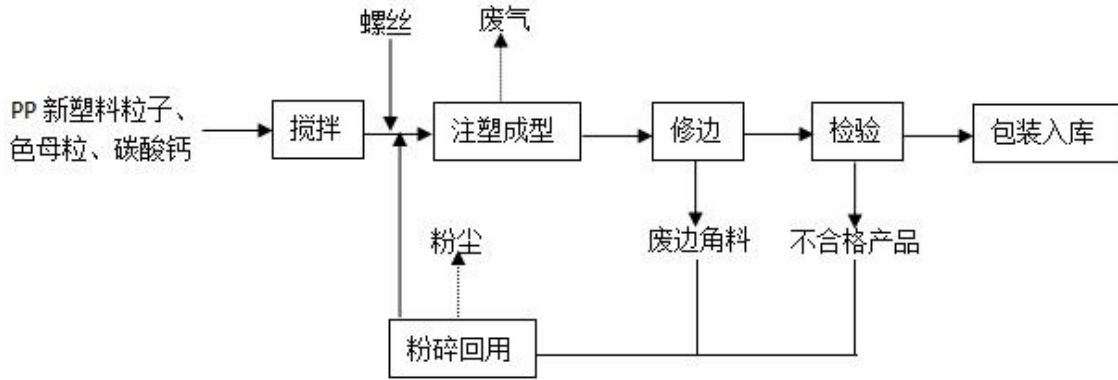 螺丝
废气
PP 新塑料粒子、
色母粒、碳酸钙
搅拌
注塑成型
修边
检验
包装入库
粉尘
废边角料
不合格产品
粉碎回用